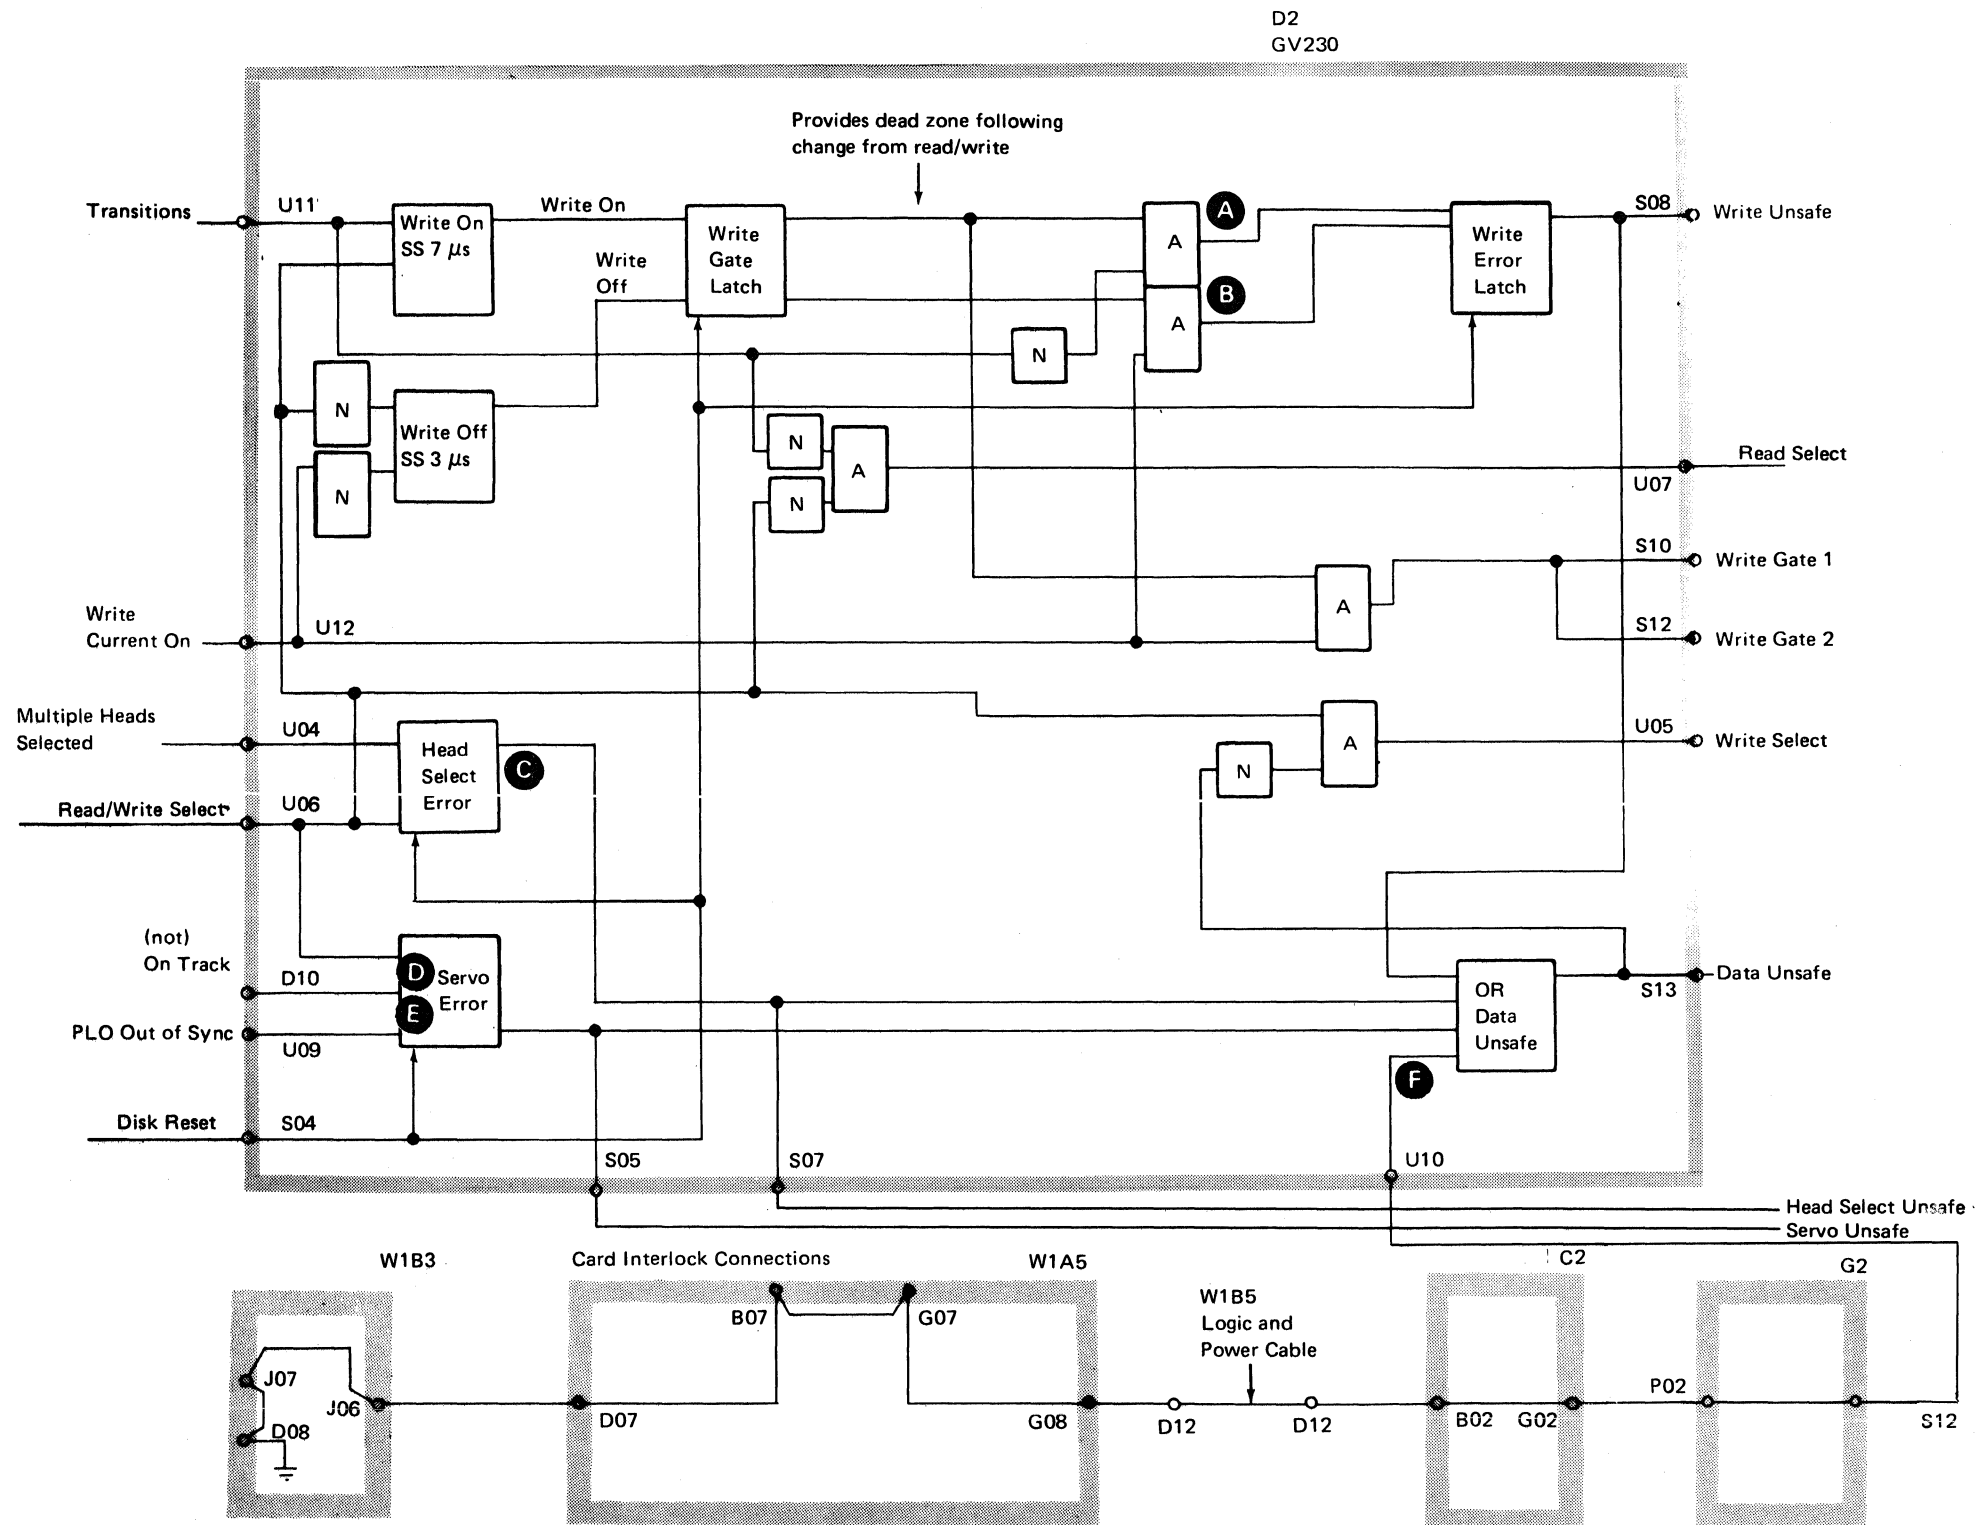 D2
GV230
Provides dead zone following
change from read/write
Transitions
U11
Write On
SS 7 μs
Write On
Write
Off
Write
Gate
Latch
A
A
B
A
Write
Error
Latch
S08
Write Unsafe
N
N
Write Off
SS 3 μs
N
N
N
A
Read Select
U07
S10
Write Gate 1
A
S12
Write Gate 2
Write
Current On
U12
Multiple Heads
Selected
U04
Head
Select
Error
C
U05
Write Select
A
N
Read/Write Select
U06
(not)
On Track
D10
D
Servo
Error
E
PLO Out of Sync
U09
OR
Data
Unsafe
S13
Data Unsafe
F
Disk Reset
S04
S05
S07
U10
Head Select Unsafe
Servo Unsafe
W1B3
Card Interlock Connections
W1A5
C2
G2
B07
G07
W1B5
Logic and
Power Cable
J07
J06
D08
D07
G08
D12
D12
B02
G02
P02
S12